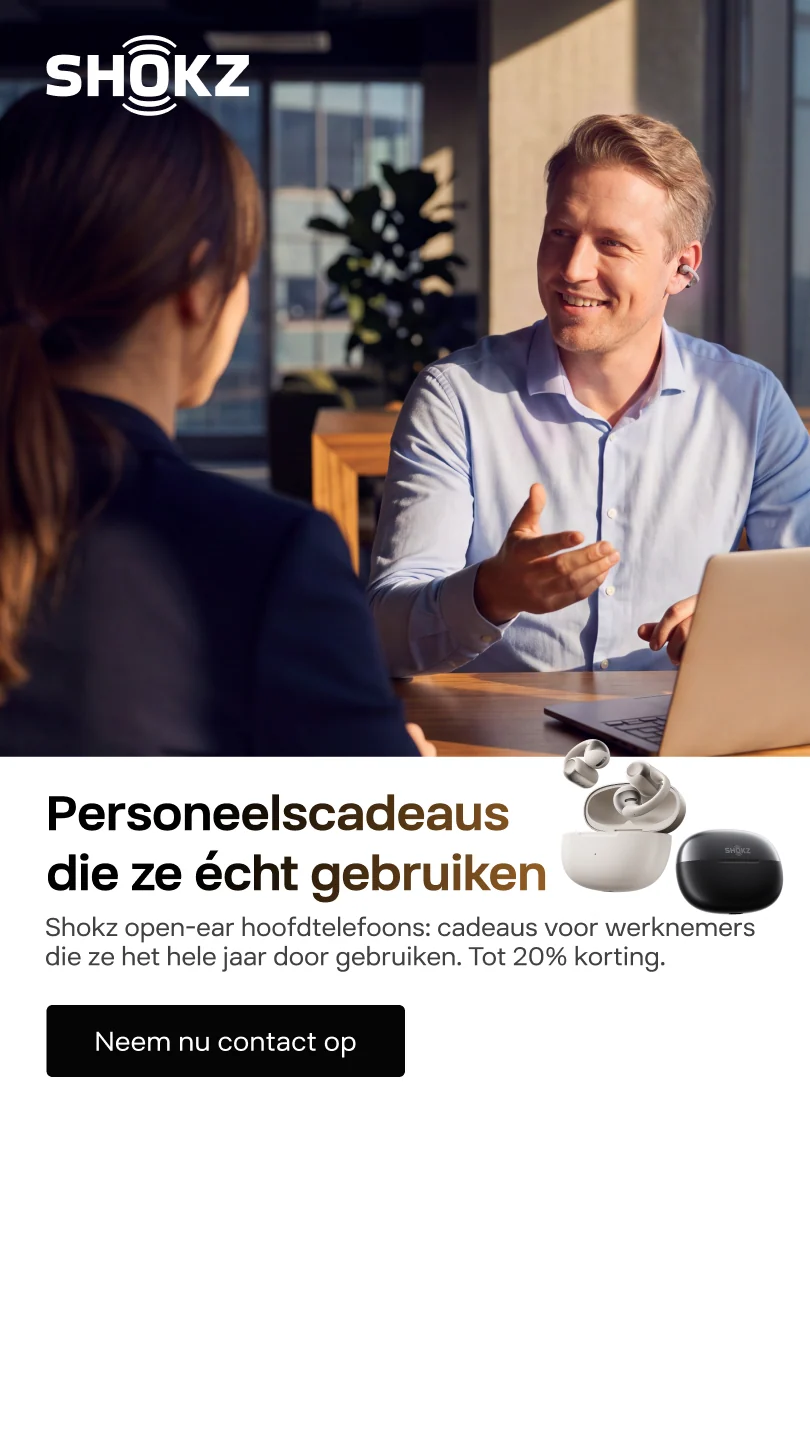 SHOKZ
Personeelscadeaus
die ze écht gebruiken
SHOKZ
Shokz open-ear hoofdtelefoons: cadeaus voor werknemers
die ze het hele jaar door gebruiken. Tot 20% korting.
Neem nu contact op